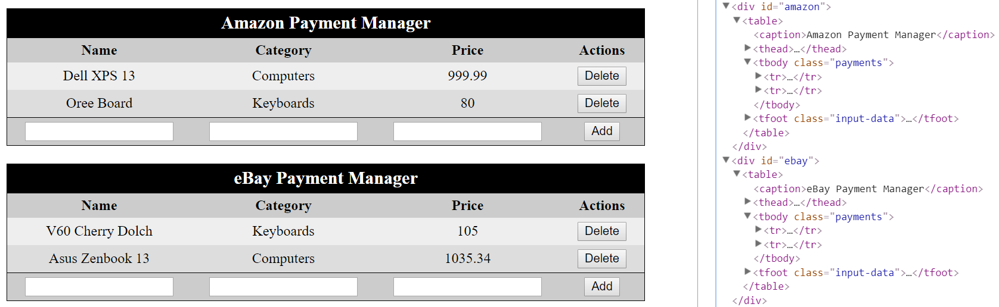 Amazon Payment Manager
Name Category Price Actions
Dell XPS 13 Computers 999.99 Delete
Oree Board Keyboards 80 Delete
Add
eBay Payment Manager
Name Category Price Actions
V60 Cherry Dolch Keyboards 105 Delete
Asus Zenbook 13 Computers 1035.34 Delete
Add
<div id="amazon">
<table>
<caption>Amazon Payment Manager</caption>
<thead>…</thead>
<tbody class="payments">
<tr>…</tr>
<tr>…</tr>
</tbody>
<tfoot class="input-data">…</tfoot>
</table>
</div>
<div id="ebay">
<table>
<caption>eBay Payment Manager</caption>
<thead>…</thead>
<tbody class="payments">
<tr>…</tr>
<tr>…</tr>
</tbody>
<tfoot class="input-data">…</tfoot>
</table>
</div>